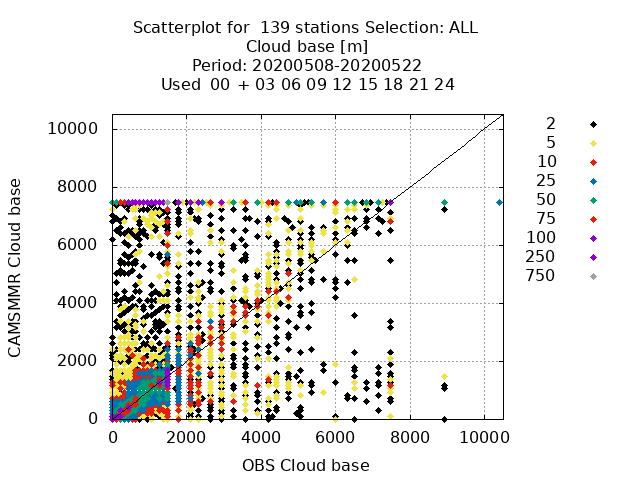 Scatterplot for  139 stations Selection: ALL
Cloud base [m]
Period: 20200508-20200522
Used  00  + 03 06 09 12 15 18 21 24
CAMSIMMR Cloud base
10000
8000
6000
4000
2000
0
0 2000 4000 6000 8000 10000
OBS Cloud base
2
5
10
25
50
75
100
250
750